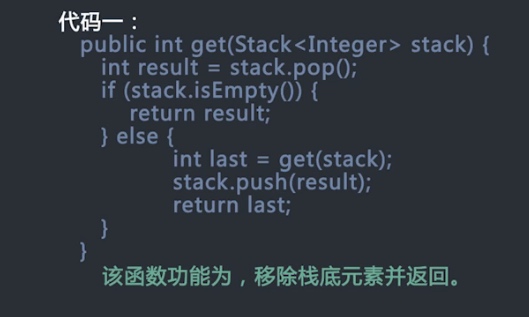 代码一：
public int get(Stack<Integer> stack) {
int result = stack.pop();
if (stack.isEmpty()) {
return result;
} else {
int last = get(stack);
stack.push(result);
return last;
}
}
该函数功能为，移除栈底元素并返回。